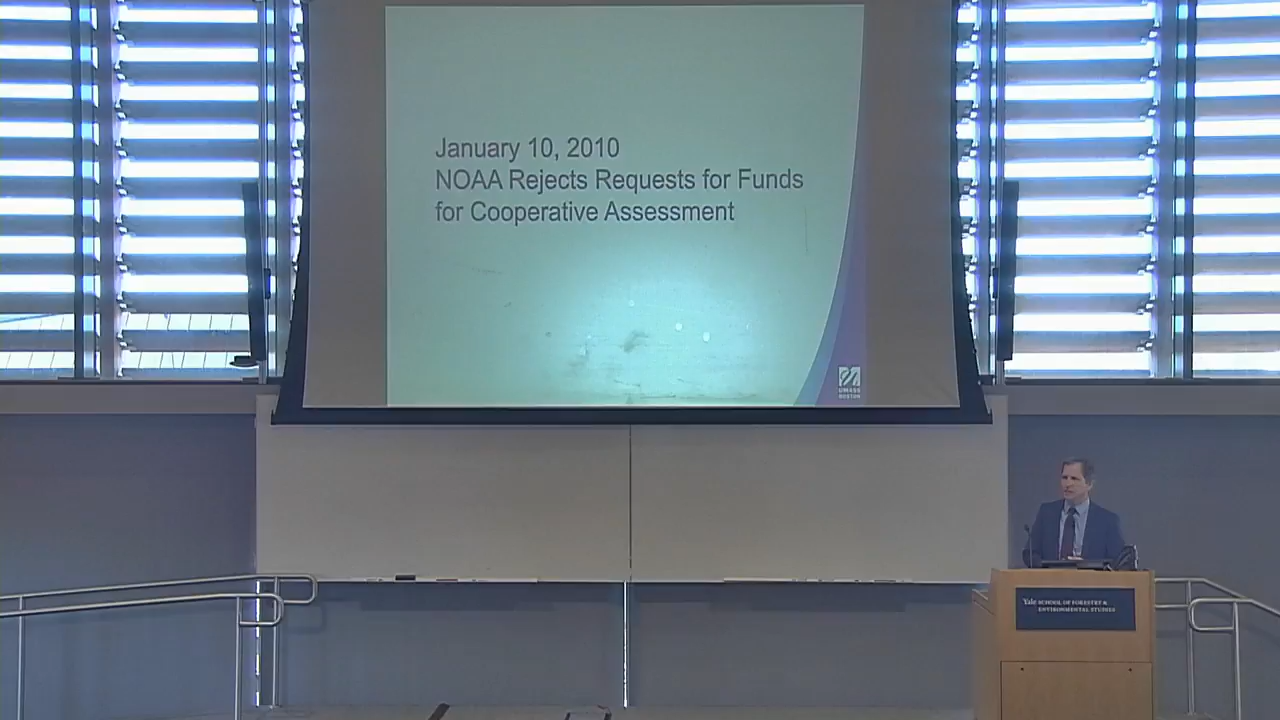 January 10, 2010
NOAA Rejects Requests for Funds
for Cooperative Assessment
UMASS
BOSTON
Yale SCHOOL OF FORESTRY &
ENVIRONMENTAL STUDIES